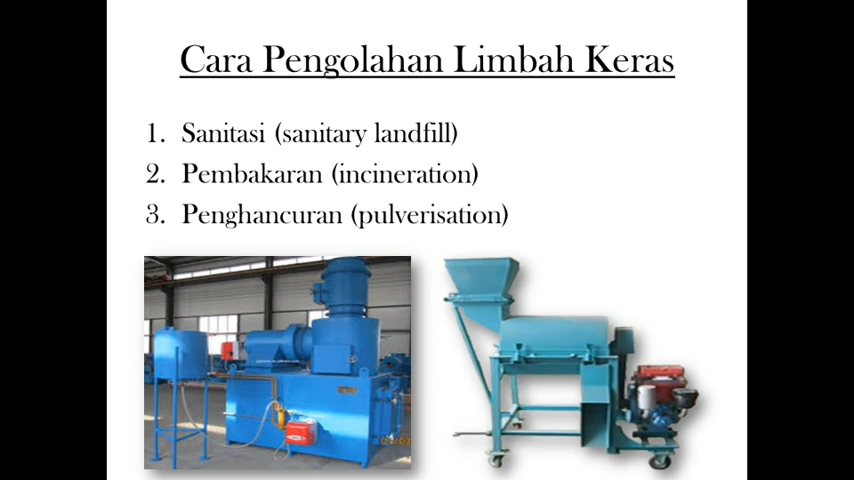 Cara Pengolahan Limbah Keras
1. Sanitasi (sanitary landfill)
2. Pembakaran (incineration)
3. Penghancuran (pulverisation)